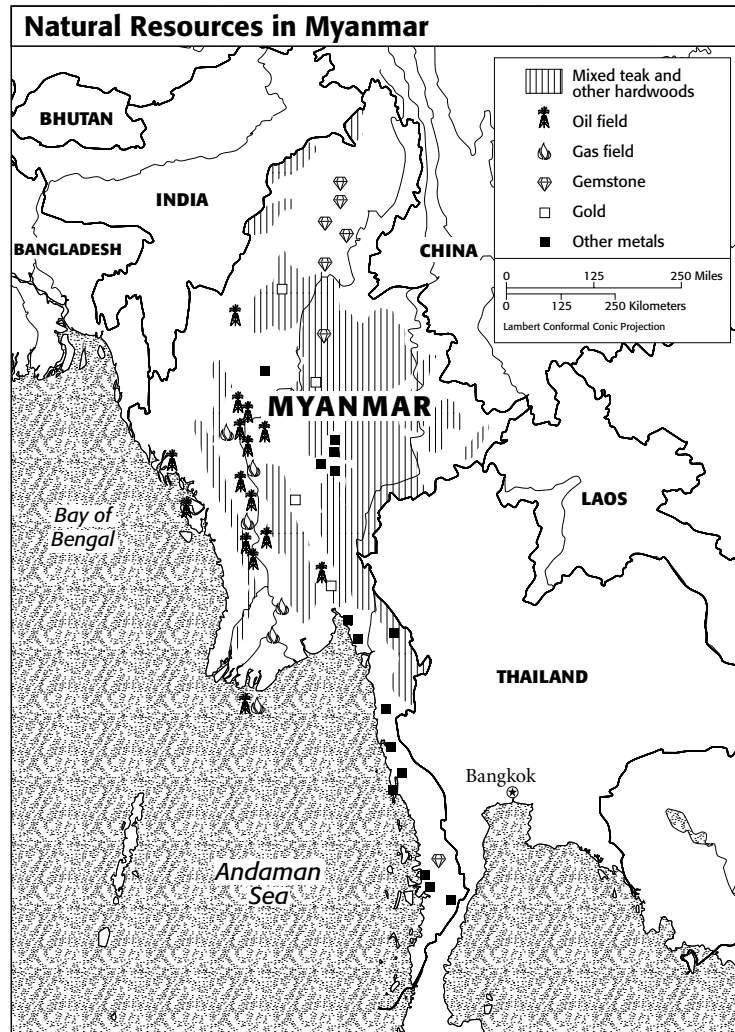 Natural Resources in Myanmar
Mixed teak and
other hardwoods
Oil field
Gas field
Gemstone
Gold
Other metals
0 125 250 Miles
0 125 250 Kilometers
Lambert Conformal Conic Projection
BHUTAN
INDIA
BANGLADESH
CHINA
MYANMAR
LAOS
Bay of
Bengal
THAILAND
Bangkok
Andaman
Sea